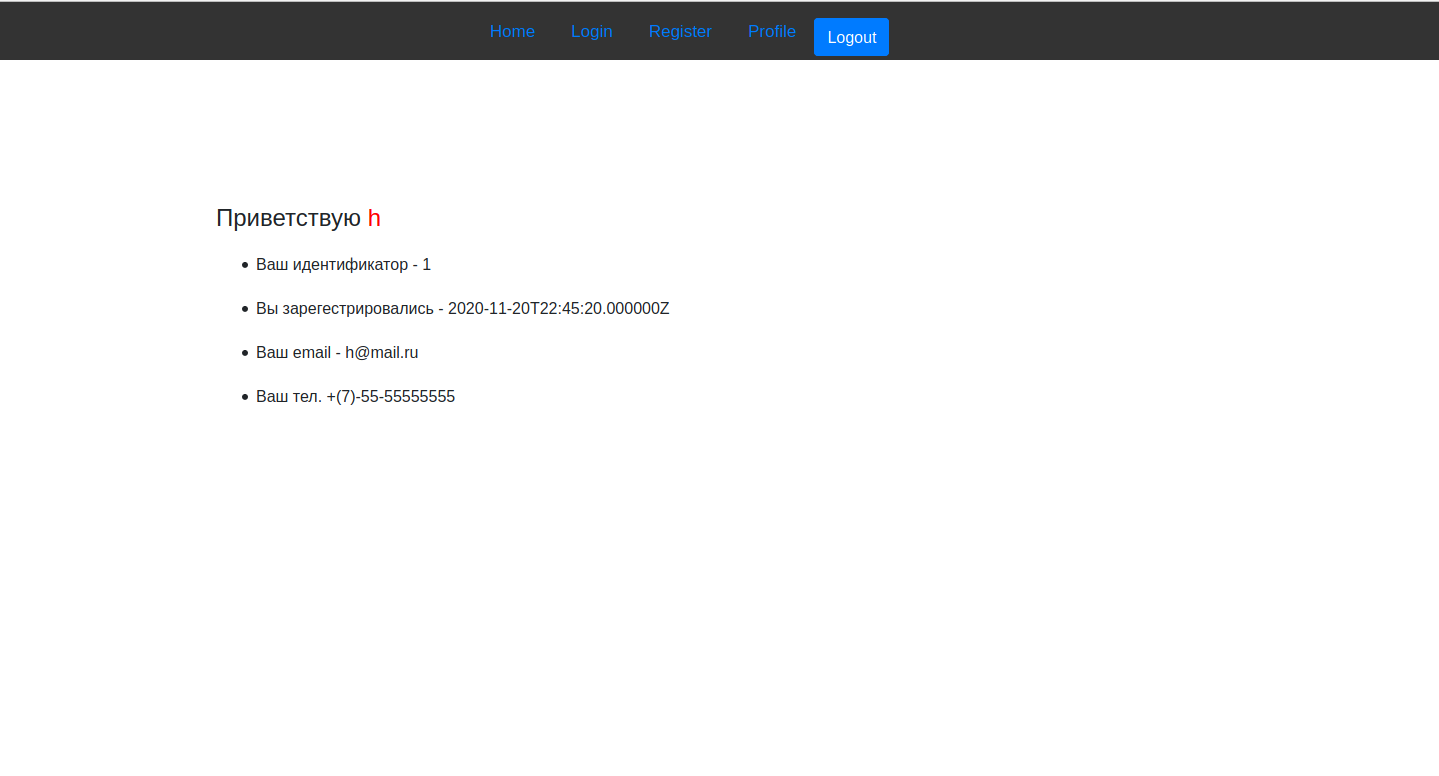 Home Login Register Profile Logout
Приветствую h
Ваш идентификатор - 1
Вы зарегестрировались - 2020-11-20T22:45:20.000000Z
Ваш email - h@mail.ru
Ваш тел. +(7)-55-55555555